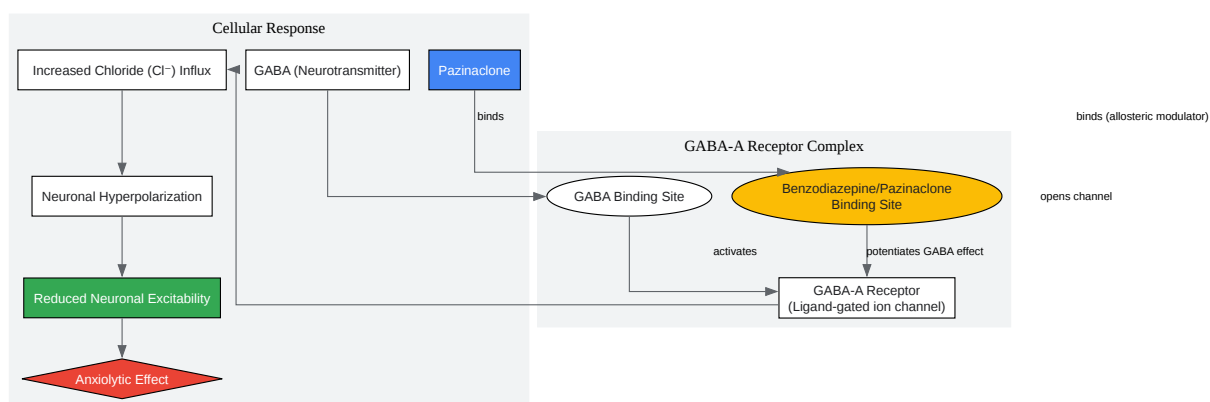 Cellular Response
Increased Chloride (Cl⁻) Influx
GABA (Neurotransmitter)
Pazinaclone
binds
binds (allosteric modulator)
GABA-A Receptor Complex
Neuronal Hyperpolarization
GABA Binding Site
Benzodiazepine/Pazinaclone
Binding Site
opens channel
activates
potentiates GABA effect
Reduced Neuronal Excitability
GABA-A Receptor
(Ligand-gated ion channel)
Anxiolytic Effect